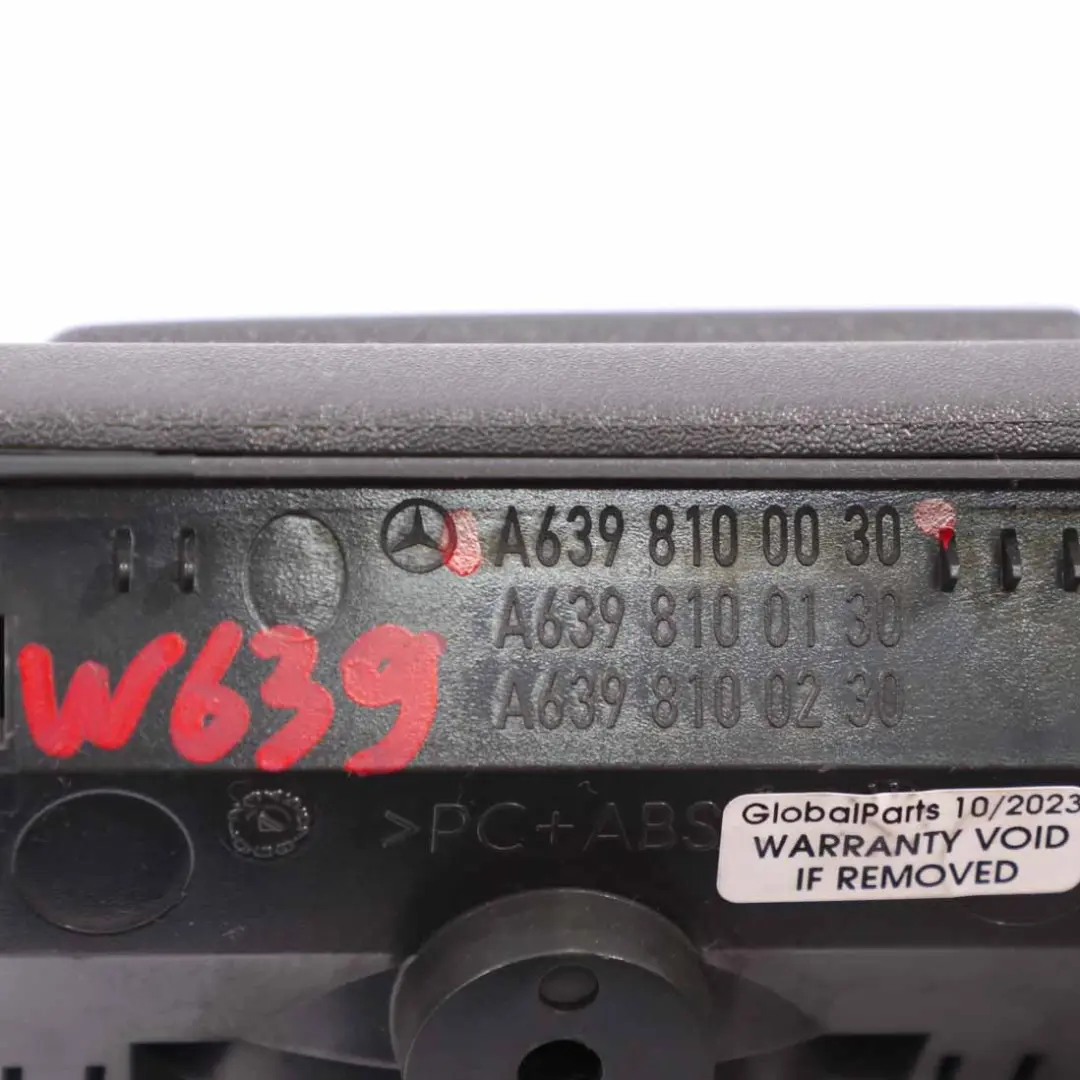 A639 810 00 30
A639 810 01 30
A639 810 02 30
W639
>PC+ABS
GlobalParts 10/2023
WARRANTY VOID
IF REMOVED